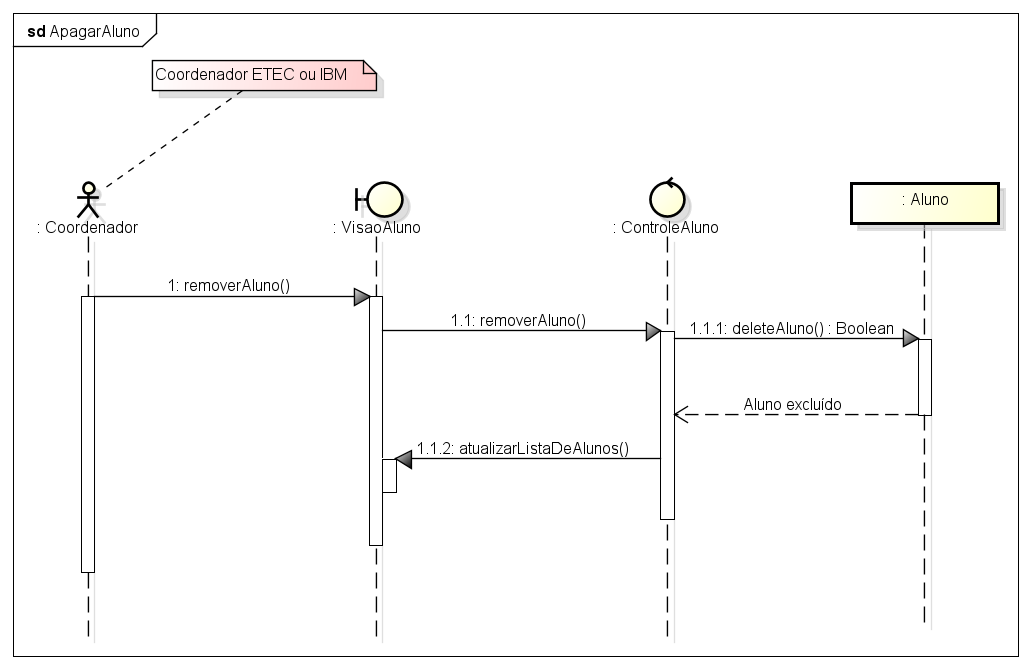 sd ApagarAluno
Coordenador ETEC ou IBM
: Coordenador
: VisaoAluno
: ControleAluno
: Aluno
1: removerAluno()
1.1: removerAluno()
1.1.1: deleteAluno() : Boolean
Aluno excluído
1.1.2: atualizarListaDeAlunos()